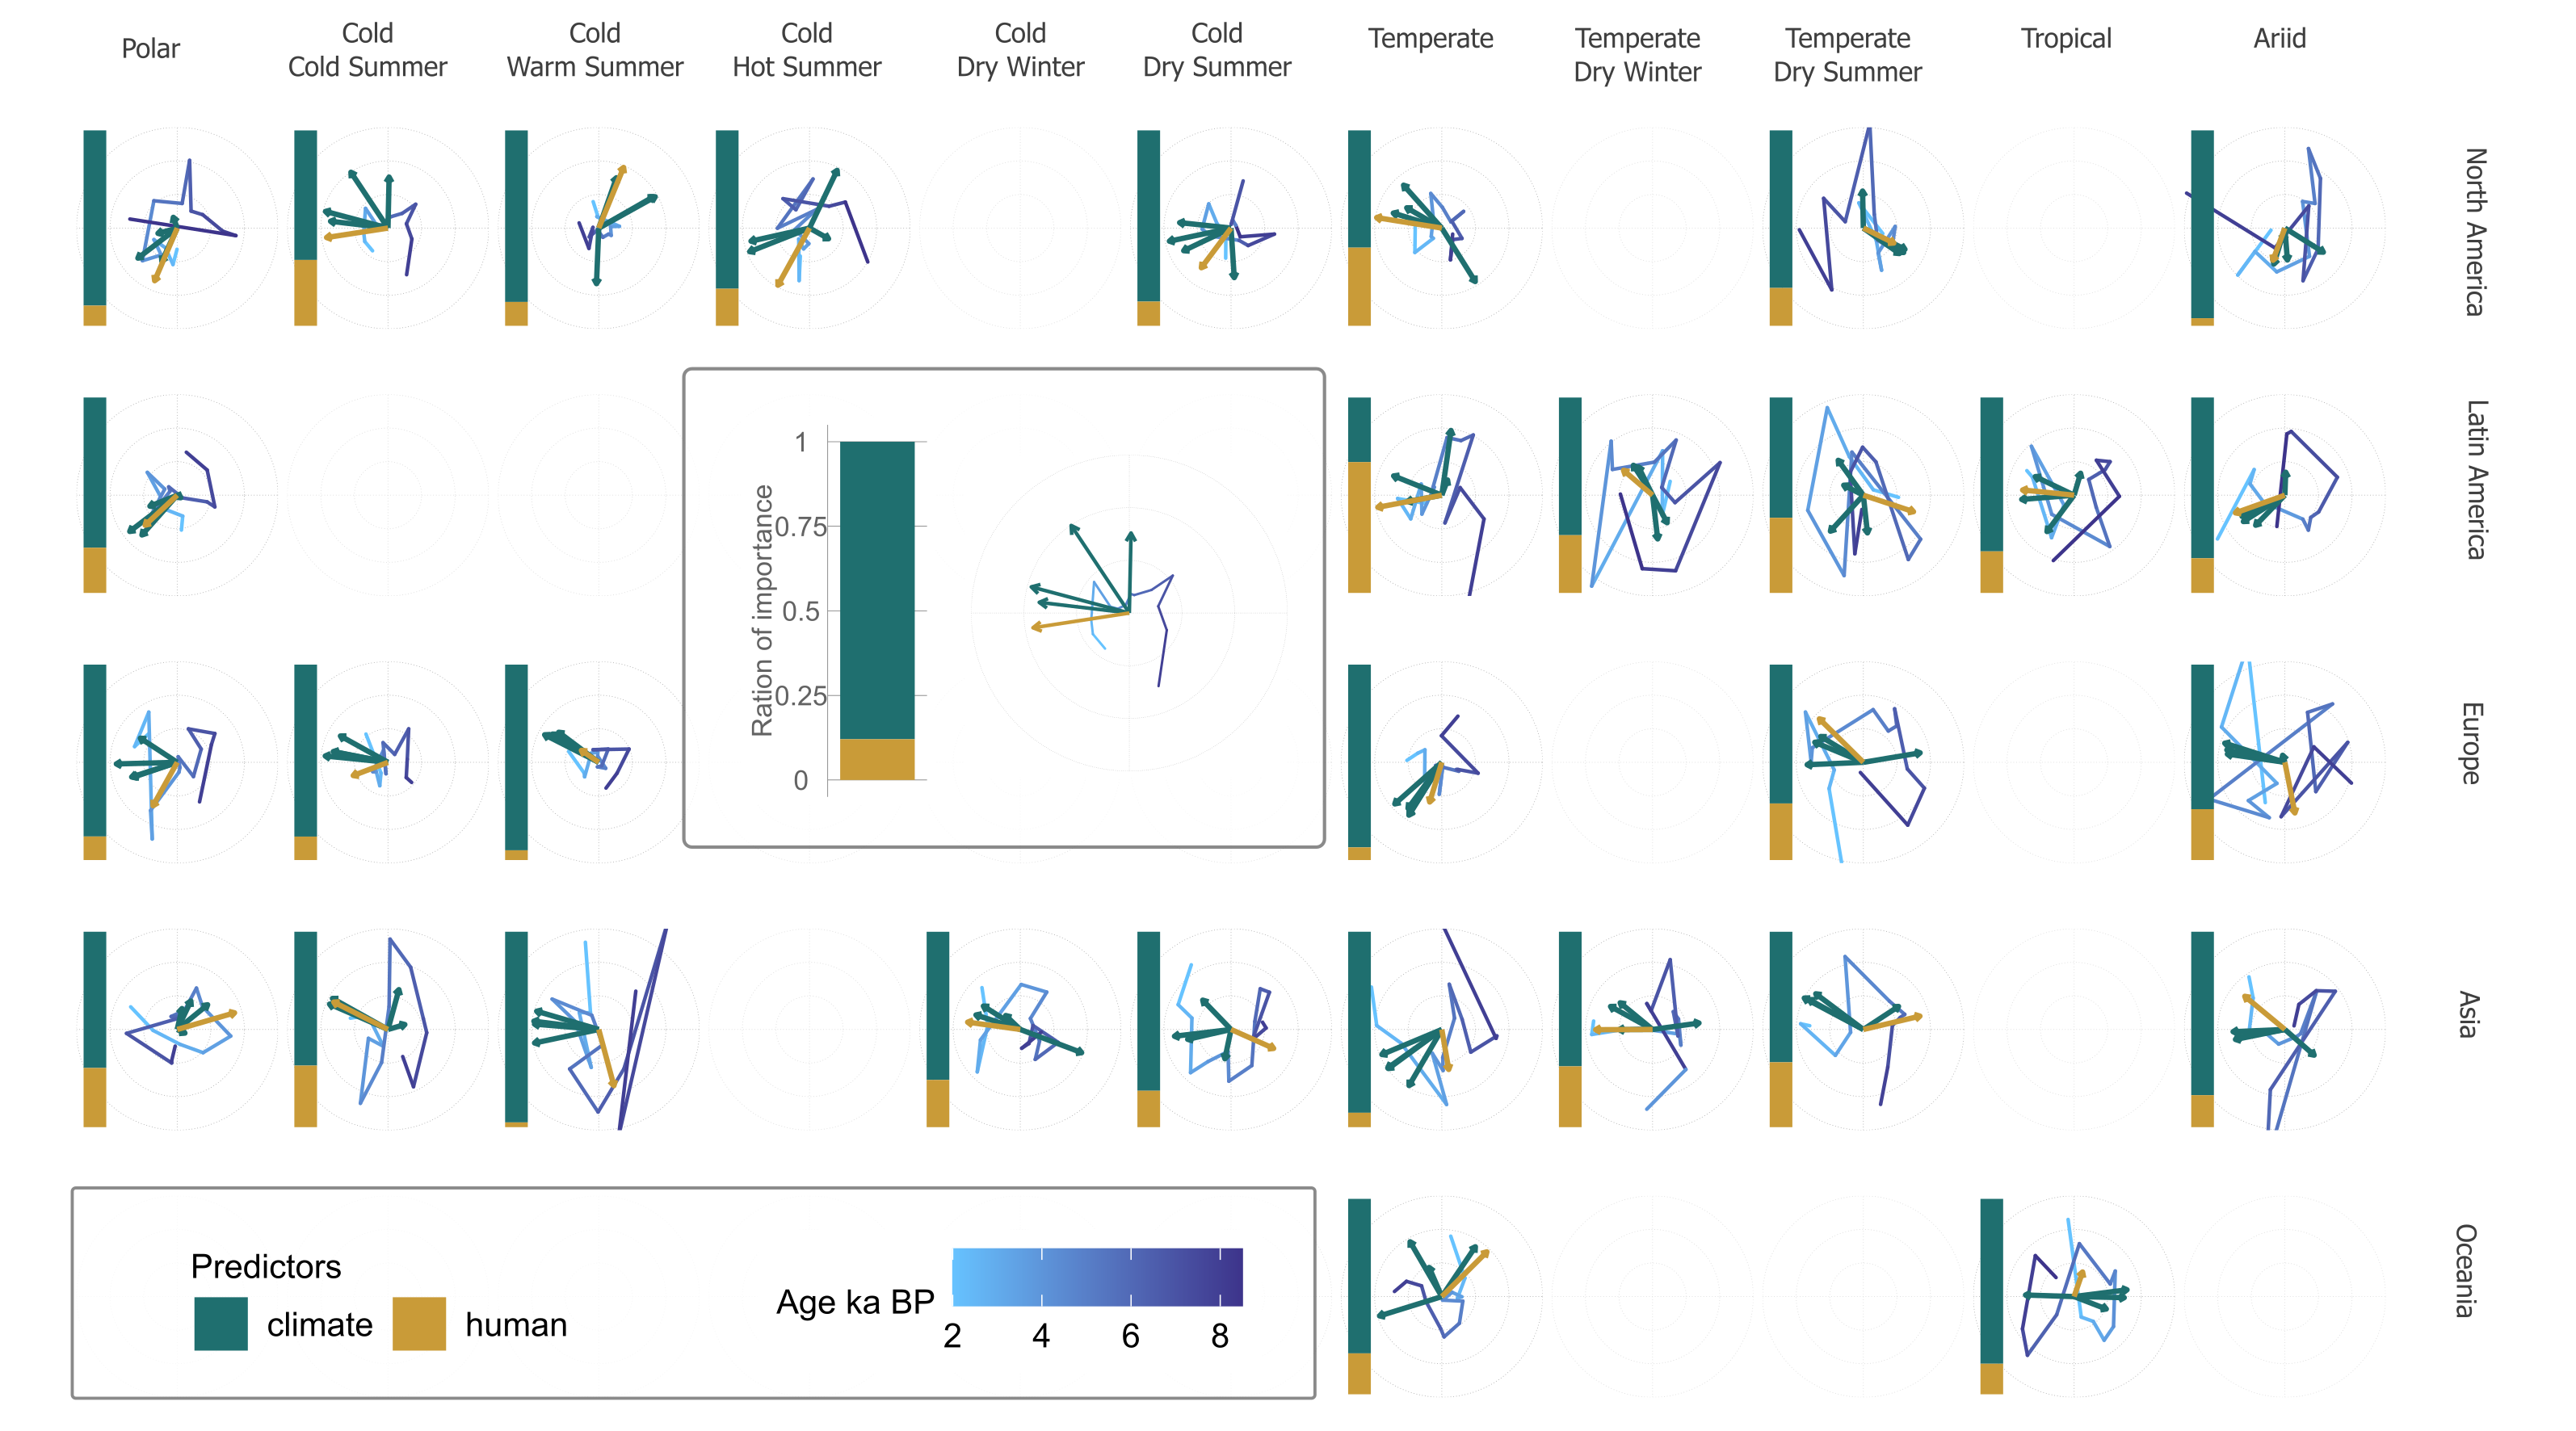 Polar
Cold
Cold Summer
Cold
Warm Summer
Cold
Hot Summer
Cold
Dry Winter
Cold
Dry Summer
Temperate
Temperate
Dry Winter
Temperate
Dry Summer
Tropical
Ariid
North America
Latin America
Europe
Asia
Oceania
Ration of importance
1
0.75
0.5
0.25
0
Predictors
climate
human
Age ka BP
2 4 6 8